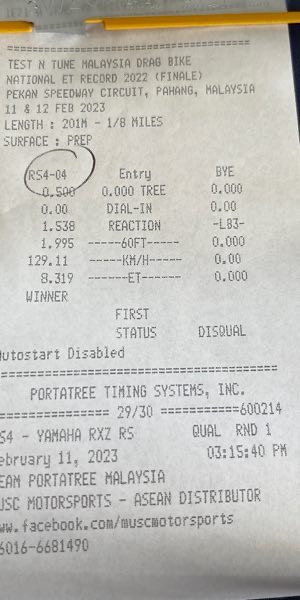 TEST N TUNE MALAYSIA DRAG BIKE
NATIONAL ET RECORD 2022 (FINALE)
PEKAN SPEEDWAY CIRCUIT, PAHANG, MALAYSIA
11 & 12 FEB 2023
LENGTH : 201M - 1/8 MILES
SURFACE : PREP
RS4-04 Entry BYE
0.500 0.000 TREE 0.000
0.00 DIAL-IN 0.00
1.538 REACTION -L83-
1.995 -----60FT----- 0.000
129.11 -----KM/H----- 0.00
8.319 ------ET------ 0.000
WINNER
FIRST
STATUS DISQUAL
utostart Disabled
PORTATREE TIMING SYSTEMS, INC.
============= 29/30 ===========600214
S4 - YAMAHA RXZ RS QUAL RND 1
ebruary 11, 2023 03:15:40 PM
EAM PORTATREE MALAYSIA
USC MOTORSPORTS - ASEAN DISTRIBUTOR
ww.facebook.com/muscmotorsports
6016-6681490